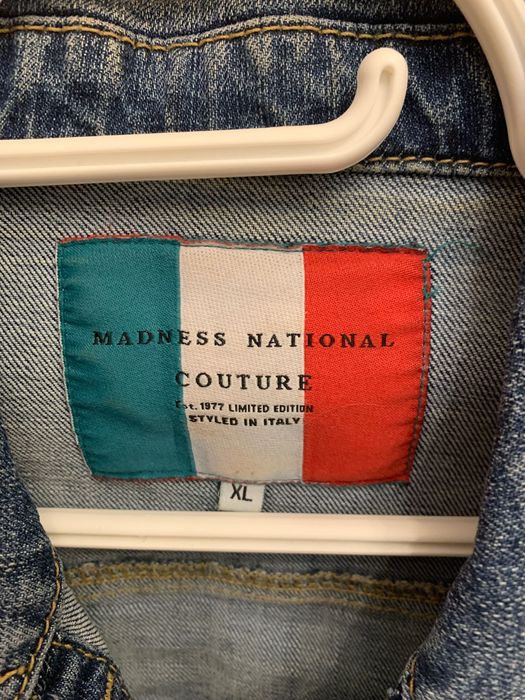 MADNESS NATIONAL
COUTURE
Est. 1977 LIMITED EDITION
STYLED IN ITALY
XL